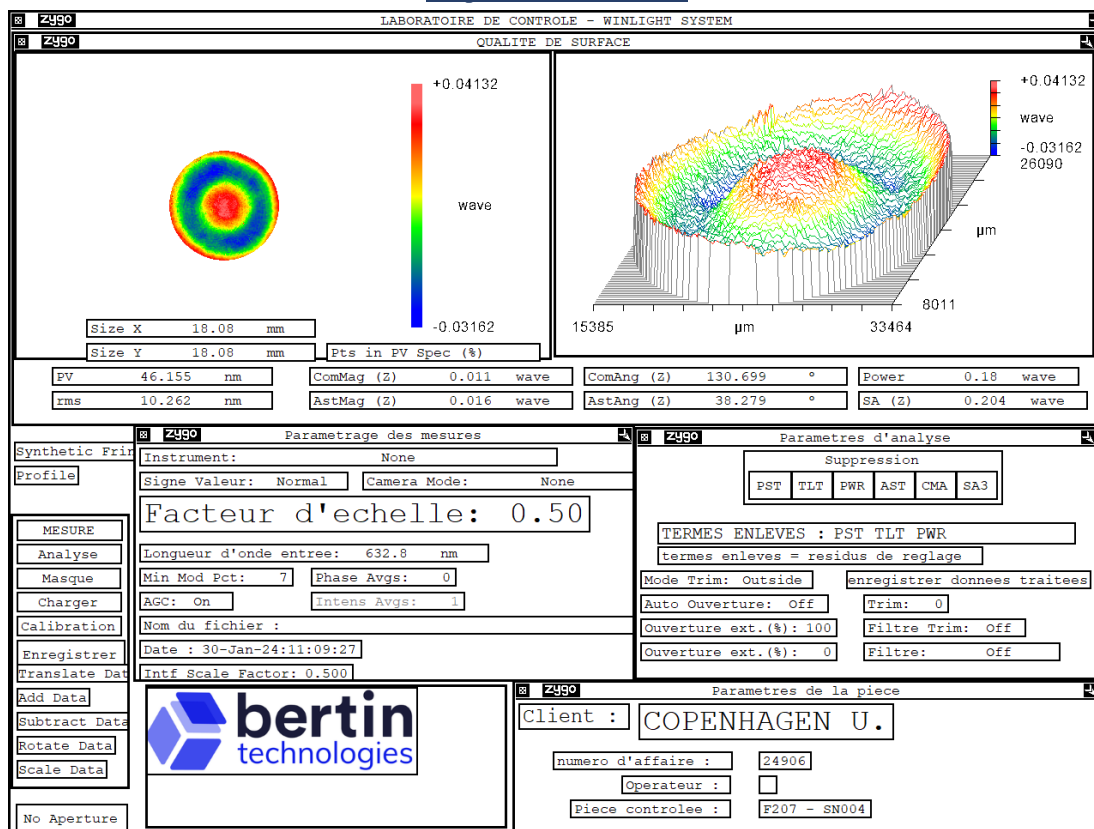 zygo LABORATOIRE DE CONTROLE - WINLIGHT SYSTEM
zygo QUALITE DE SURFACE
+0.04132
wave
-0.03162
+0.04132
wave
-0.03162
26090
µm
8011
15385 µm 33464
Size X 18.08 mm
Size Y 18.08 mm
Pts in PV Spec (%)
PV 46.155 nm
ComMag (Z) 0.011 wave
ComAng (Z) 130.699 °
Power 0.18 wave
rms 10.262 nm
AstMag (Z) 0.016 wave
AstAng (Z) 38.279 °
SA (Z) 0.204 wave
Synthetic Frin
Profile
MESURE
Analyse
Masque
Charger
Calibration
Enregistrer
Translate Dat
Add Data
Subtract Data
Rotate Data
Scale Data
No Aperture
zygo Parametrage des mesures
Instrument: None
Signe Valeur: Normal
Camera Mode: None
Facteur d'echelle: 0.50
Longueur d'onde entree: 632.8 nm
Min Mod Pct: 7
Phase Avgs: 0
AGC: On
Intens Avgs: 1
Nom du fichier :
Date : 30-Jan-24:11:09:27
Intf Scale Factor: 0.500
zygo Parametres d'analyse
Suppression
PST TLT PWR AST CMA SA3
TERMES ENLEVES : PST TLT PWR
termes enleves = residus de reglage
Mode Trim: Outside
enregistrer donnees traitees
Auto Ouverture: Off
Trim: 0
Ouverture ext.(%): 100
Filtre Trim: Off
Ouverture ext.(%): 0
Filtre: Off
bertin
technologies
zygo Parametres de la piece
Client : COPENHAGEN U.
numero d'affaire : 24906
Operateur :
Piece controlee : F207 - SN004